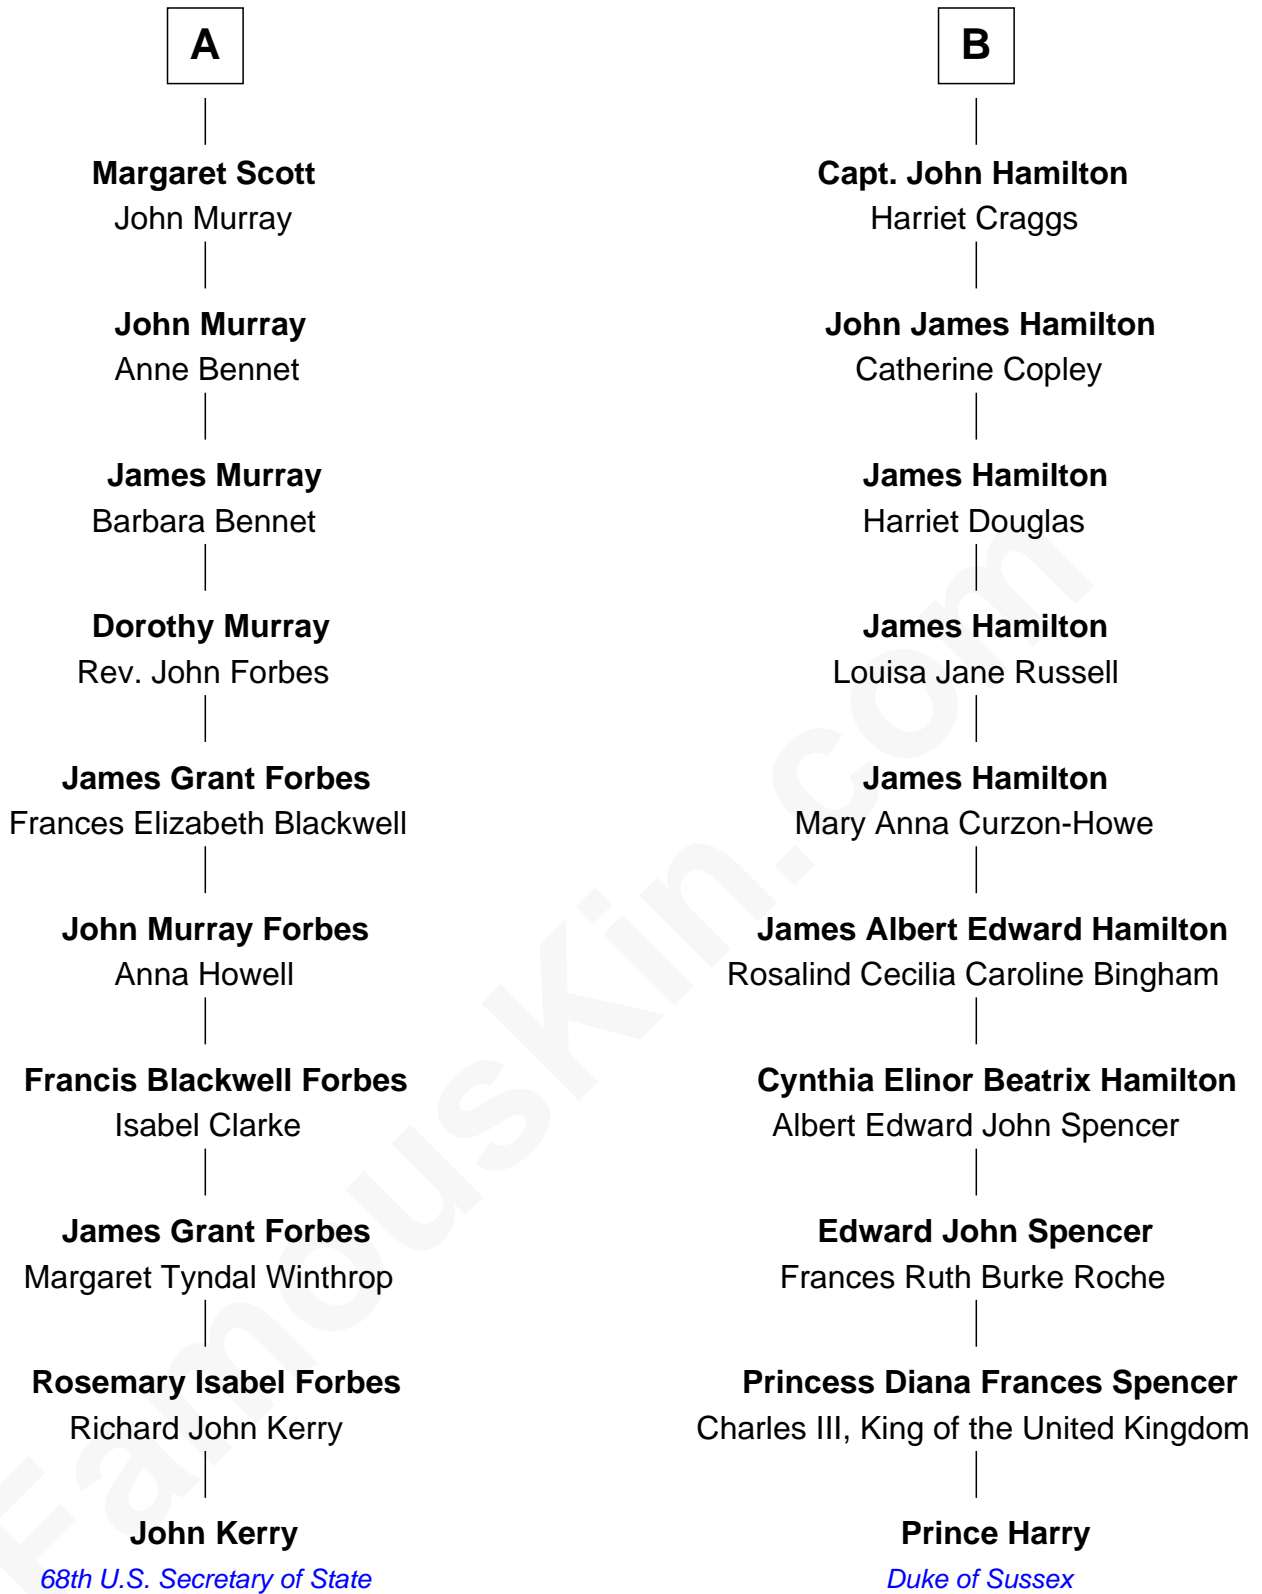 A
Margaret Scott
John Murray
John Murray
Anne Bennet
James Murray
Barbara Bennet
Dorothy Murray
Rev. John Forbes
James Grant Forbes
Frances Elizabeth Blackwell
John Murray Forbes
Anna Howell
Francis Blackwell Forbes
Isabel Clarke
James Grant Forbes
Margaret Tyndal Winthrop
Rosemary Isabel Forbes
Richard John Kerry
John Kerry
68th U.S. Secretary of State
B
Capt. John Hamilton
Harriet Craggs
John James Hamilton
Catherine Copley
James Hamilton
Harriet Douglas
James Hamilton
Louisa Jane Russell
James Hamilton
Mary Anna Curzon-Howe
James Albert Edward Hamilton
Rosalind Cecilia Caroline Bingham
Cynthia Elinor Beatrix Hamilton
Albert Edward John Spencer
Edward John Spencer
Frances Ruth Burke Roche
Princess Diana Frances Spencer
Charles III, King of the United Kingdom
Prince Harry
Duke of Sussex
FamousKin.com